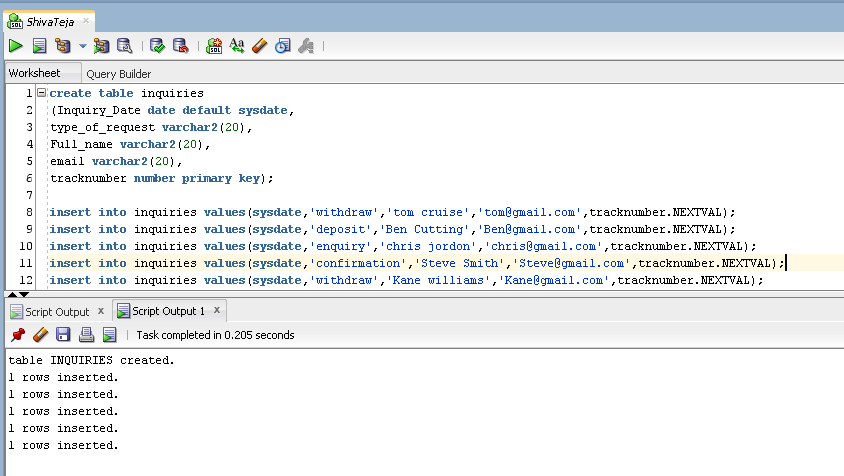 ShivaTeja
SQL
Aa
Worksheet Query Builder
1 create table inquiries
2 (Inquiry_Date date default sysdate,
3 type_of_request varchar2(20),
4 Full_name varchar2(20),
5 email varchar2(20),
6 tracknumber number primary key);
7
8 insert into inquiries values(sysdate,'withdraw','tom cruise','tom@gmail.com',tracknumber.NEXTVAL);
9 insert into inquiries values(sysdate,'deposit','Ben Cutting','Ben@gmail.com',tracknumber.NEXTVAL);
10 insert into inquiries values(sysdate,'enquiry','chris jordon','chris@gmail.com',tracknumber.NEXTVAL);
11 insert into inquiries values(sysdate,'confirmation','Steve Smith','Steve@gmail.com',tracknumber.NEXTVAL);
12 insert into inquiries values(sysdate,'withdraw','Kane williams','Kane@gmail.com',tracknumber.NEXTVAL);
Script Output x Script Output 1 x
Task completed in 0.205 seconds
table INQUIRIES created.
1 rows inserted.
1 rows inserted.
1 rows inserted.
1 rows inserted.
1 rows inserted.